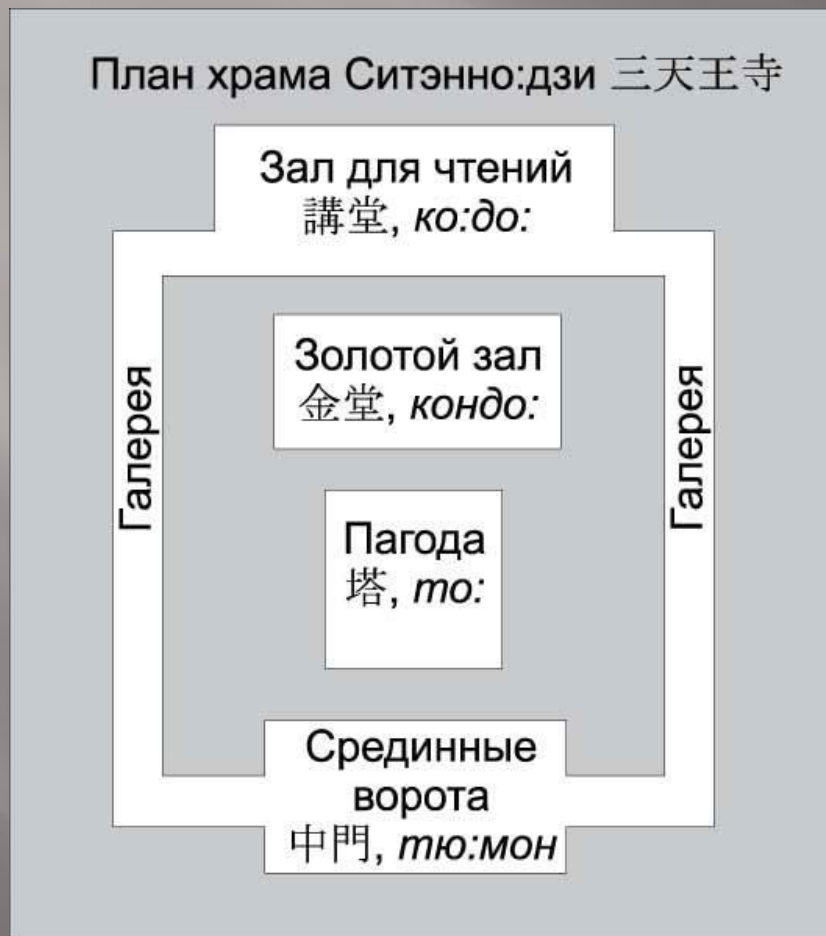 План храма Ситэнно:дзи 三天王寺
Зал для чтений
講堂, ко:до:
Золотой зал
金堂, кондо:
Галерея
Галерея
Пагода
塔, то:
Срединные
ворота
中門, тю:мон